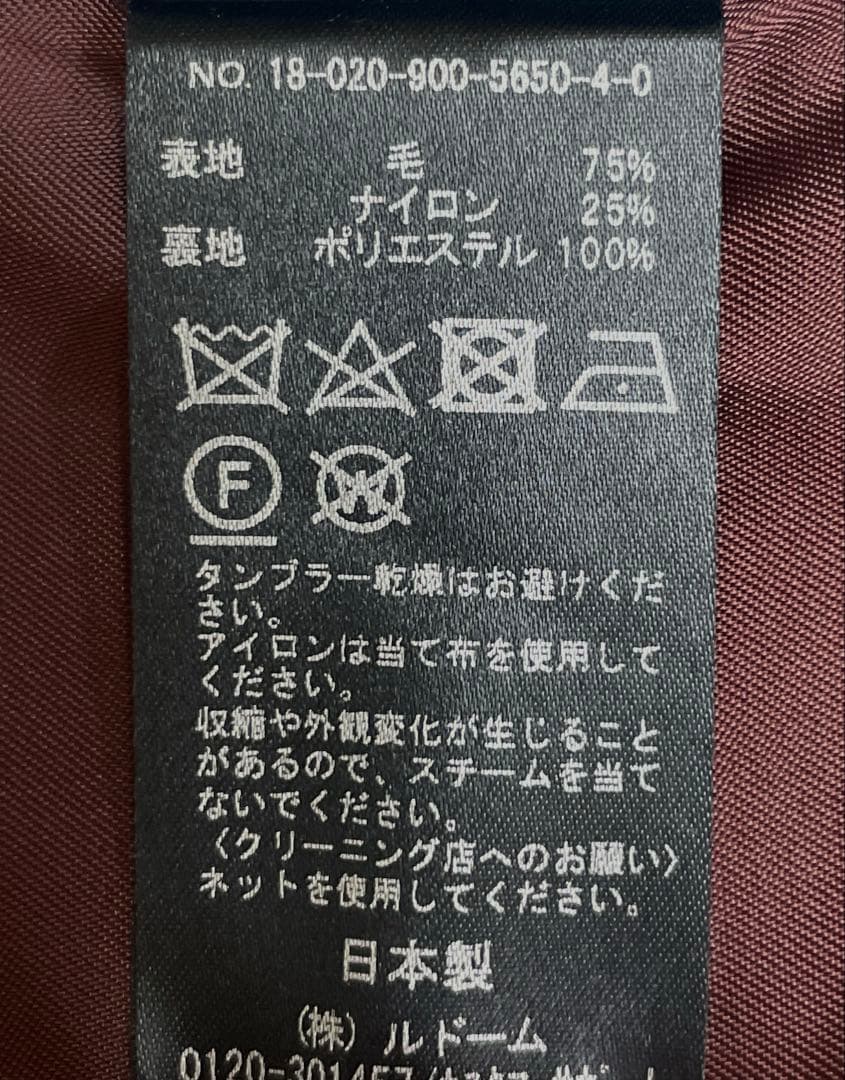 NO. 18-020-900-5650-4-0
表地 毛 75%
ナイロン 25%
裏地 ポリエステル 100%
F
W
タンブラー乾燥はお避けくだ
さい。
アイロンは当て布を使用して
ください。
収縮や外観変化が生じること
があるので、スチームを当て
ないでください。
〈クリーニング店へのお願い〉
ネットを使用してください。
日本製
(株) ルドーム